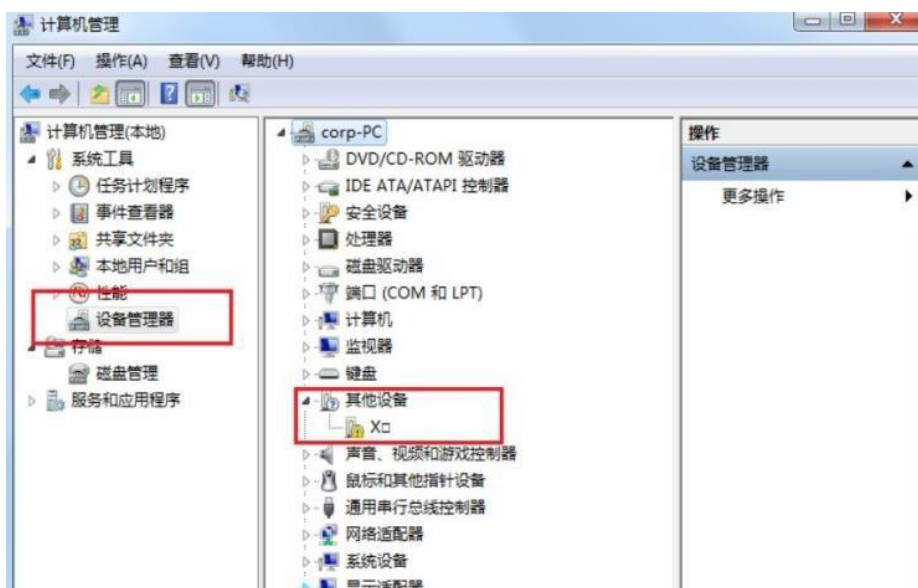 计算机管理
文件(F) 操作(A) 查看(V) 帮助(H)
计算机管理(本地)
系统工具
任务计划程序
事件查看器
共享文件夹
本地用户和组
性能
设备管理器
存储
磁盘管理
服务和应用程序
corp-PC
DVD/CD-ROM 驱动器
IDE ATA/ATAPI 控制器
安全设备
处理器
磁盘驱动器
端口 (COM 和 LPT)
计算机
监视器
键盘
其他设备
X□
声音、视频和游戏控制器
鼠标和其他指针设备
通用串行总线控制器
网络适配器
系统设备
显示适配器
操作
设备管理器
更多操作